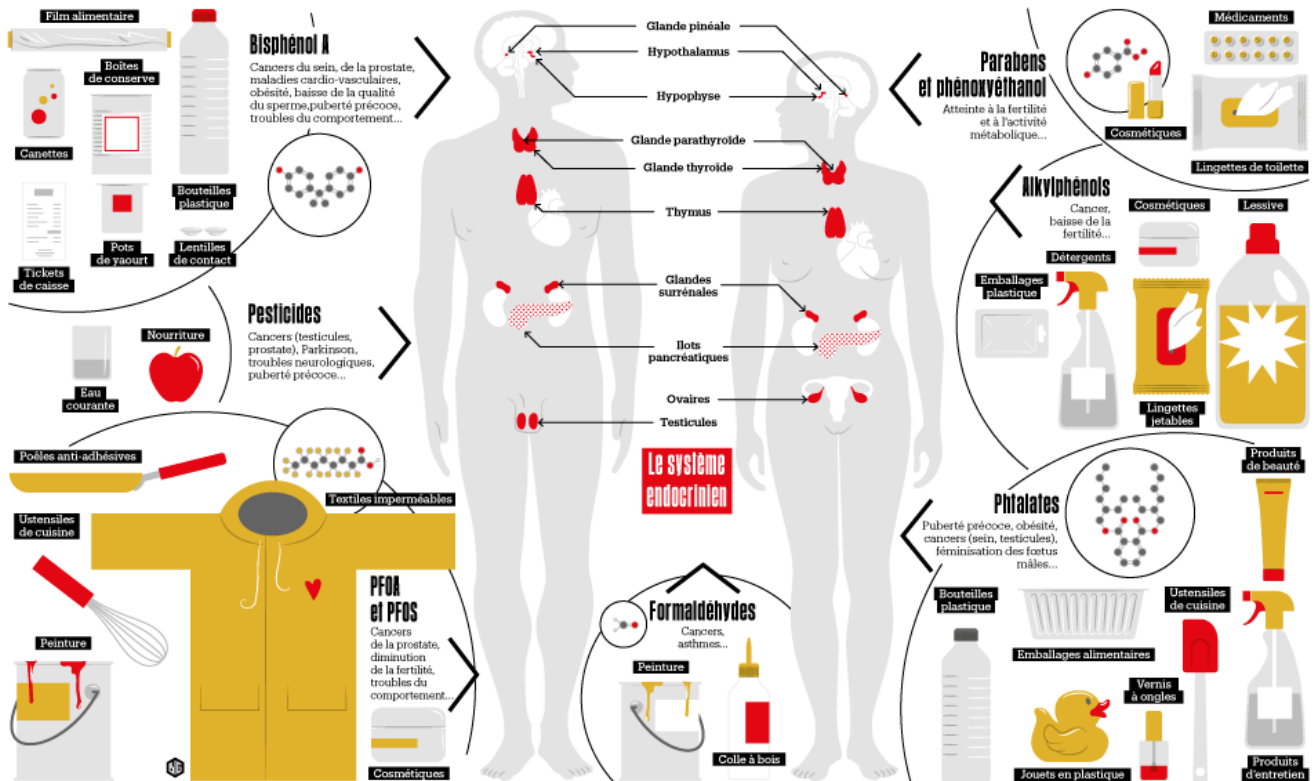 Film alimentaire
Boîtes
de conserve
Canettes
Bouteilles
plastique
Tickets
de caisse
Pots
de yaourt
Lentilles
de contact
Bisphénol A
Cancers du sein, de la prostate,
maladies cardio-vasculaires,
obésité, baisse de la qualité
du sperme,puberté précoce,
troubles du comportement...
Pesticides
Cancers (testicules,
prostate), Parkinson,
troubles neurologiques,
puberté précoce...
Nourriture
Eau
courante
Poêles anti-adhésives
Textiles imperméables
Ustensiles
de cuisine
Peinture
PFOA
et PFOS
Cancers
de la prostate,
diminution
de la fertilité,
troubles du
comportement...
Cosmétiques
Glande pinéale
Hypothalamus
Hypophyse
Glande parathyroïde
Glande thyroïde
Thymus
Glandes
surrénales
Ilots
pancréatiques
Ovaires
Testicules
Le système
endocrinien
Formaldéhydes
Cancers,
asthmes...
Peinture
Colle à bois
Parabens
et phénoxyéthanol
Atteinte à la fertilité
et à l'activité
métabolique...
Médicaments
Cosmétiques
Lingettes de toilette
Alkylphénols
Cancer,
baisse de la
fertilité...
Cosmétiques
Lessive
Détergents
Emballages
plastique
Lingettes
jetables
Phtalates
Puberté précoce, obésité,
cancers (sein, testicules),
féminisation des fœtus
mâles...
Produits
de beauté
Bouteilles
plastique
Ustensiles
de cuisine
Emballages alimentaires
Vernis
à ongles
Jouets en plastique
Produits
d'entretien